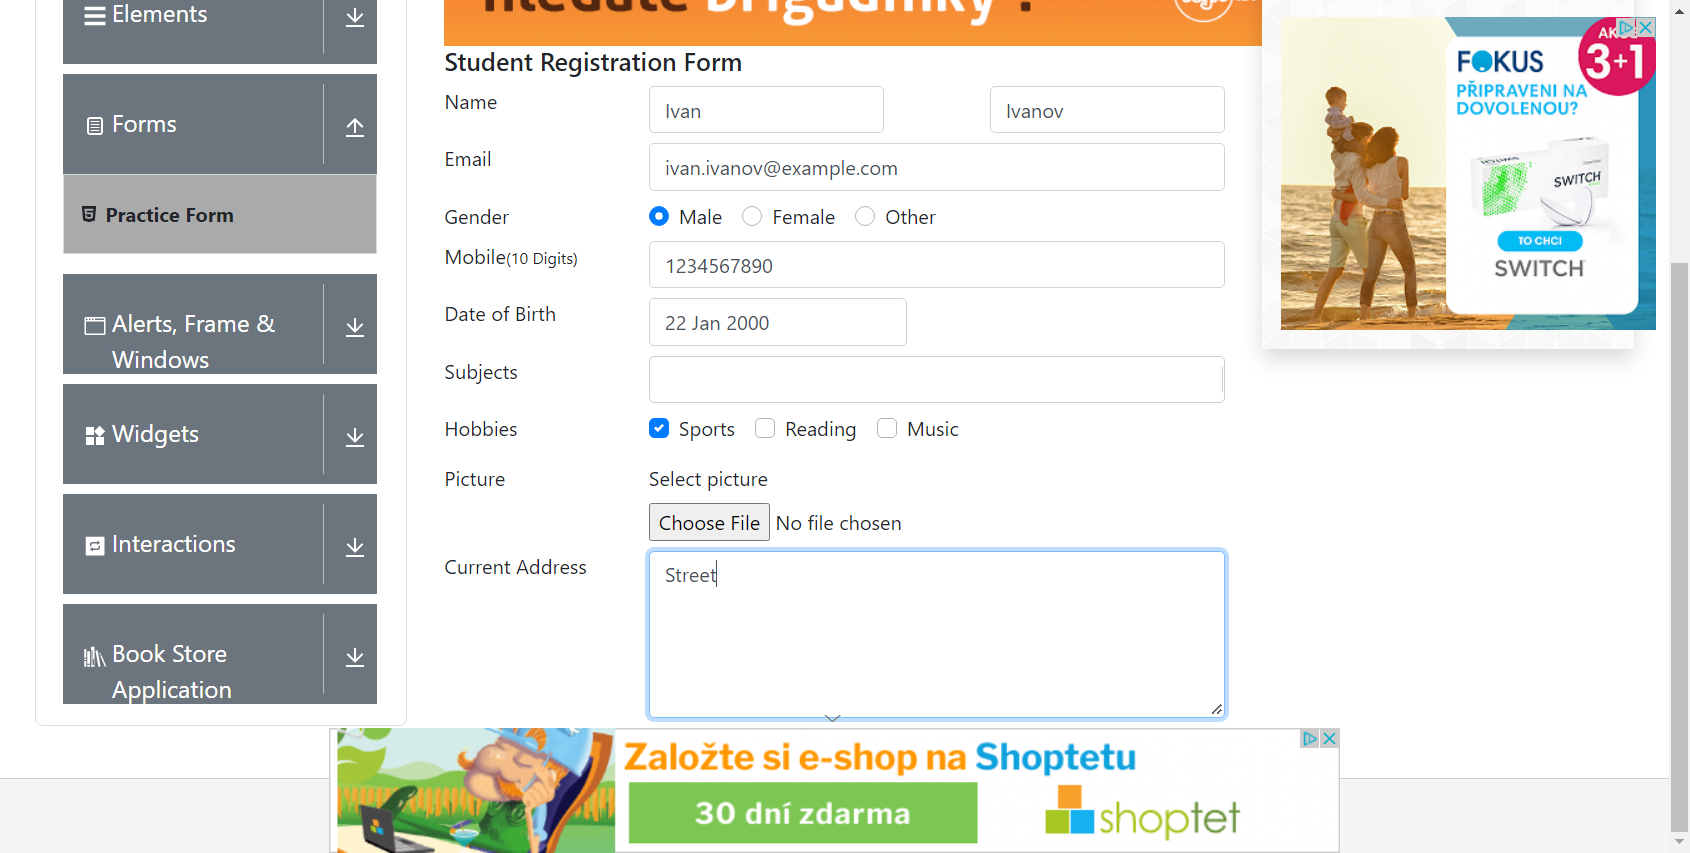 Elements
Forms
Practice Form
Alerts, Frame &
Windows
Widgets
Interactions
Book Store
Application
Student Registration Form
Name
Ivan
Ivanov
Email
ivan.ivanov@example.com
Gender
Male
Female
Other
Mobile(10 Digits)
1234567890
Date of Birth
22 Jan 2000
Subjects
Hobbies
Sports
Reading
Music
Picture
Select picture
Choose File
No file chosen
Current Address
Street
FOKUS
PŘIPRAVENI NA
DOVOLENOU?
3+1
SWITCH
TO CHCI
SWITCH
Založte si e-shop na Shoptetu
30 dní zdarma
shoptet